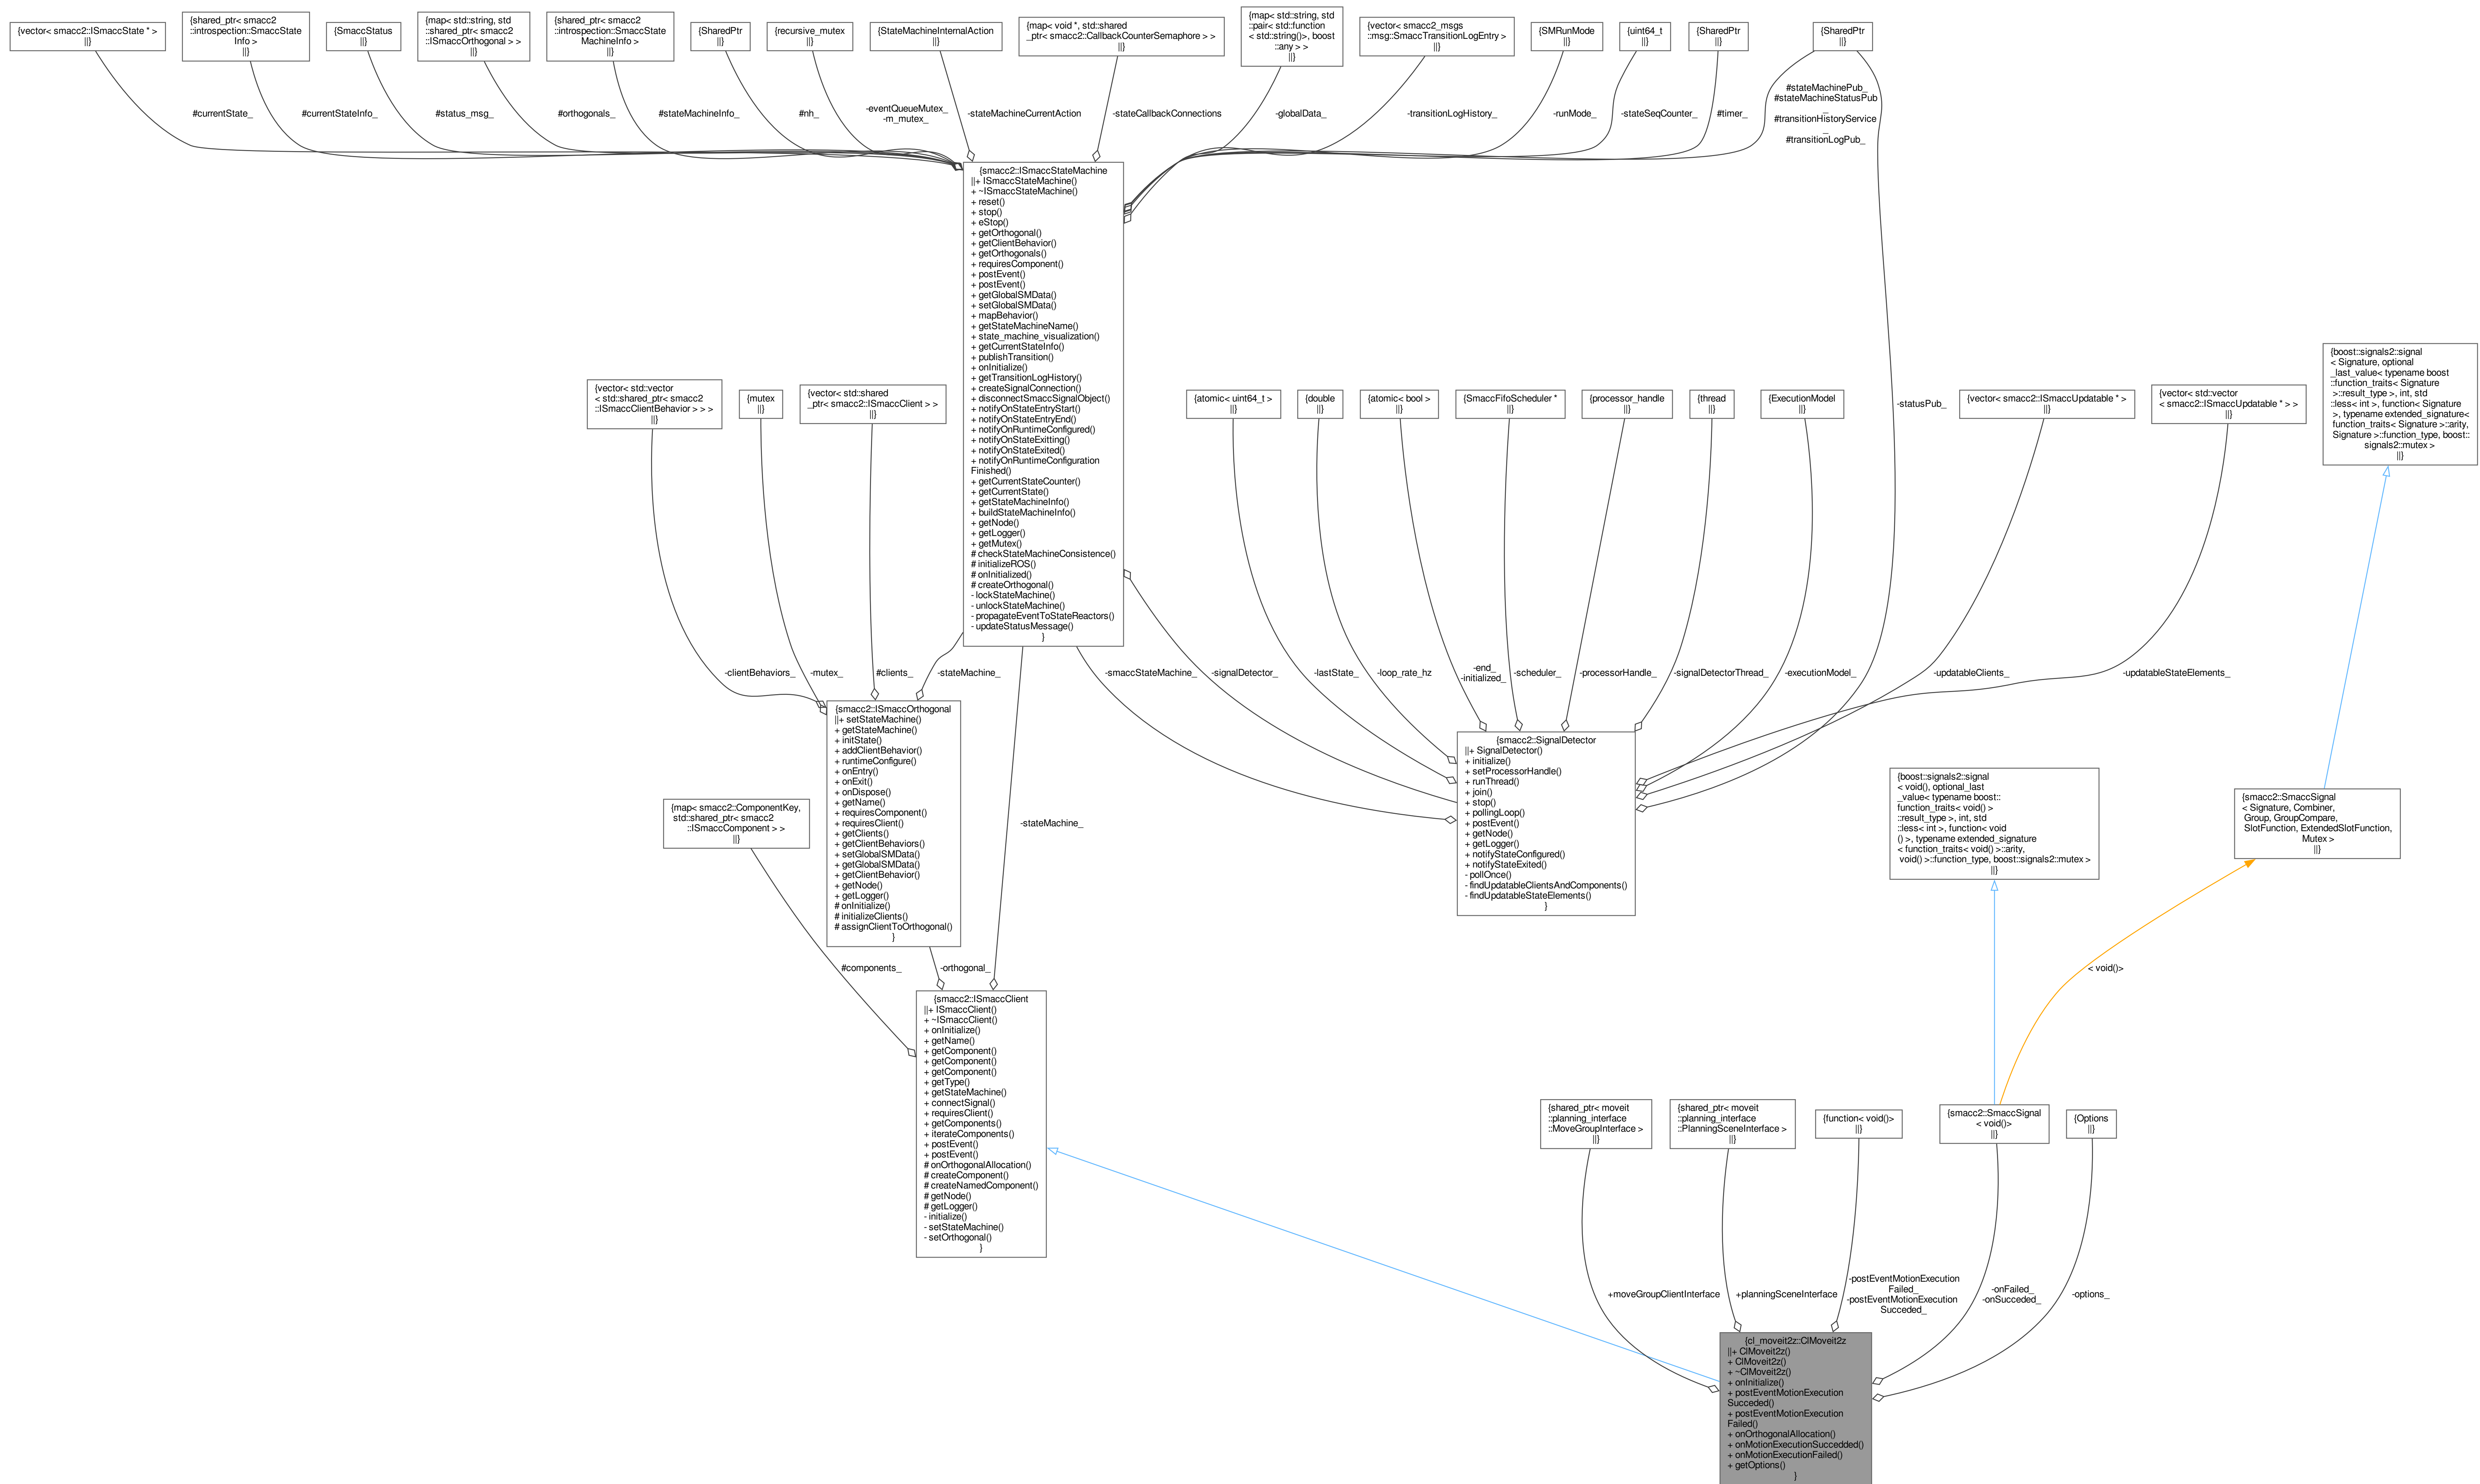 {vector< smacc2::ISmaccState * >
||}
{shared_ptr< smacc2
::introspection::SmaccState
Info >
||}
{SmaccStatus
||}
{map< std::string, std
::shared_ptr< smacc2
::ISmaccOrthogonal > >
||}
{shared_ptr< smacc2
::introspection::SmaccState
MachineInfo >
||}
{SharedPtr
||}
{recursive_mutex
||}
{StateMachineInternalAction
||}
{map< void *, std::shared
_ptr< smacc2::CallbackCounterSemaphore > >
||}
{map< std::string, std
::pair< std::function
< std::string()>, boost
::any > >
||}
{vector< smacc2_msgs
::msg::SmaccTransitionLogEntry >
||}
{SMRunMode
||}
{uint64_t
||}
{SharedPtr
||}
{SharedPtr
||}
#currentState_
#currentStateInfo_
#status_msg_
#orthogonals_
#stateMachineInfo_
#nh_
-eventQueueMutex_
-m_mutex_
-stateMachineCurrentAction
-stateCallbackConnections
-globalData_
-transitionLogHistory_
-runMode_
-stateSeqCounter_
#timer_
#stateMachinePub_
#stateMachineStatusPub
_
#transitionHistoryService
_
#transitionLogPub_
{smacc2::ISmaccStateMachine
||+ ISmaccStateMachine()
+ ~ISmaccStateMachine()
+ reset()
+ stop()
+ eStop()
+ getOrthogonal()
+ getClientBehavior()
+ getOrthogonals()
+ requiresComponent()
+ postEvent()
+ postEvent()
+ getGlobalSMData()
+ setGlobalSMData()
+ mapBehavior()
+ getStateMachineName()
+ state_machine_visualization()
+ getCurrentStateInfo()
+ publishTransition()
+ onInitialize()
+ getTransitionLogHistory()
+ createSignalConnection()
+ disconnectSmaccSignalObject()
+ notifyOnStateEntryStart()
+ notifyOnStateEntryEnd()
+ notifyOnRuntimeConfigured()
+ notifyOnStateExitting()
+ notifyOnStateExited()
+ notifyOnRuntimeConfiguration
Finished()
+ getCurrentStateCounter()
+ getCurrentState()
+ getStateMachineInfo()
+ buildStateMachineInfo()
+ getNode()
+ getLogger()
+ getMutex()
# checkStateMachineConsistence()
# initializeROS()
# onInitialized()
# createOrthogonal()
- lockStateMachine()
- unlockStateMachine()
- propagateEventToStateReactors()
- updateStatusMessage()
}
{boost::signals2::signal
< Signature, optional
_last_value< typename boost
::function_traits< Signature
>::result_type >, int, std
::less< int >, function< Signature
>, typename extended_signature<
function_traits< Signature >::arity,
Signature >::function_type, boost::
signals2::mutex >
||}
{vector< std::vector
< std::shared_ptr< smacc2
::ISmaccClientBehavior > > >
||}
{mutex
||}
{vector< std::shared
_ptr< smacc2::ISmaccClient > >
||}
{atomic< uint64_t >
||}
{double
||}
{atomic< bool >
||}
{SmaccFifoScheduler *
||}
{processor_handle
||}
{thread
||}
{ExecutionModel
||}
-statusPub_
{vector< smacc2::ISmaccUpdatable * >
||}
{vector< std::vector
< smacc2::ISmaccUpdatable * > >
||}
-clientBehaviors_
-mutex_
#clients_
-stateMachine_
-smaccStateMachine_
-signalDetector_
-lastState_
-loop_rate_hz
-end_
-initialized_
-scheduler_
-processorHandle_
-signalDetectorThread_
-executionModel_
-updatableClients_
-updatableStateElements_
{smacc2::ISmaccOrthogonal
||+ setStateMachine()
+ getStateMachine()
+ initState()
+ addClientBehavior()
+ runtimeConfigure()
+ onEntry()
+ onExit()
+ onDispose()
+ getName()
+ requiresComponent()
+ requiresClient()
+ getClients()
+ getClientBehaviors()
+ setGlobalSMData()
+ getGlobalSMData()
+ getClientBehavior()
+ getNode()
+ getLogger()
# onInitialize()
# initializeClients()
# assignClientToOrthogonal()
}
{smacc2::SignalDetector
||+ SignalDetector()
+ initialize()
+ setProcessorHandle()
+ runThread()
+ join()
+ stop()
+ pollingLoop()
+ postEvent()
+ getNode()
+ getLogger()
+ notifyStateConfigured()
+ notifyStateExited()
- pollOnce()
- findUpdatableClientsAndComponents()
- findUpdatableStateElements()
}
{map< smacc2::ComponentKey,
std::shared_ptr< smacc2
::ISmaccComponent > >
||}
-stateMachine_
{boost::signals2::signal
< void(), optional_last
_value< typename boost::
function_traits< void() >
::result_type >, int, std
::less< int >, function< void
() >, typename extended_signature
< function_traits< void() >::arity,
void() >::function_type, boost::signals2::mutex >
||}
{smacc2::SmaccSignal
< Signature, Combiner,
Group, GroupCompare,
SlotFunction, ExtendedSlotFunction,
Mutex >
||}
#components_
-orthogonal_
< void()>
{smacc2::ISmaccClient
||+ ISmaccClient()
+ ~ISmaccClient()
+ onInitialize()
+ getName()
+ getComponent()
+ getComponent()
+ getComponent()
+ getType()
+ getStateMachine()
+ connectSignal()
+ requiresClient()
+ getComponents()
+ iterateComponents()
+ postEvent()
+ postEvent()
# onOrthogonalAllocation()
# createComponent()
# createNamedComponent()
# getNode()
# getLogger()
- initialize()
- setStateMachine()
- setOrthogonal()
}
{shared_ptr< moveit
::planning_interface
::MoveGroupInterface >
||}
{shared_ptr< moveit
::planning_interface
::PlanningSceneInterface >
||}
{function< void()>
||}
{smacc2::SmaccSignal
< void()>
||}
{Options
||}
+moveGroupClientInterface
+planningSceneInterface
-postEventMotionExecution
Failed_
-postEventMotionExecution
Succeded_
-onFailed_
-onSucceded_
-options_
{cl_moveit2z::ClMoveit2z
||+ ClMoveit2z()
+ ClMoveit2z()
+ ~ClMoveit2z()
+ onInitialize()
+ postEventMotionExecution
Succeded()
+ postEventMotionExecution
Failed()
+ onOrthogonalAllocation()
+ onMotionExecutionSuccedded()
+ onMotionExecutionFailed()
+ getOptions()
}